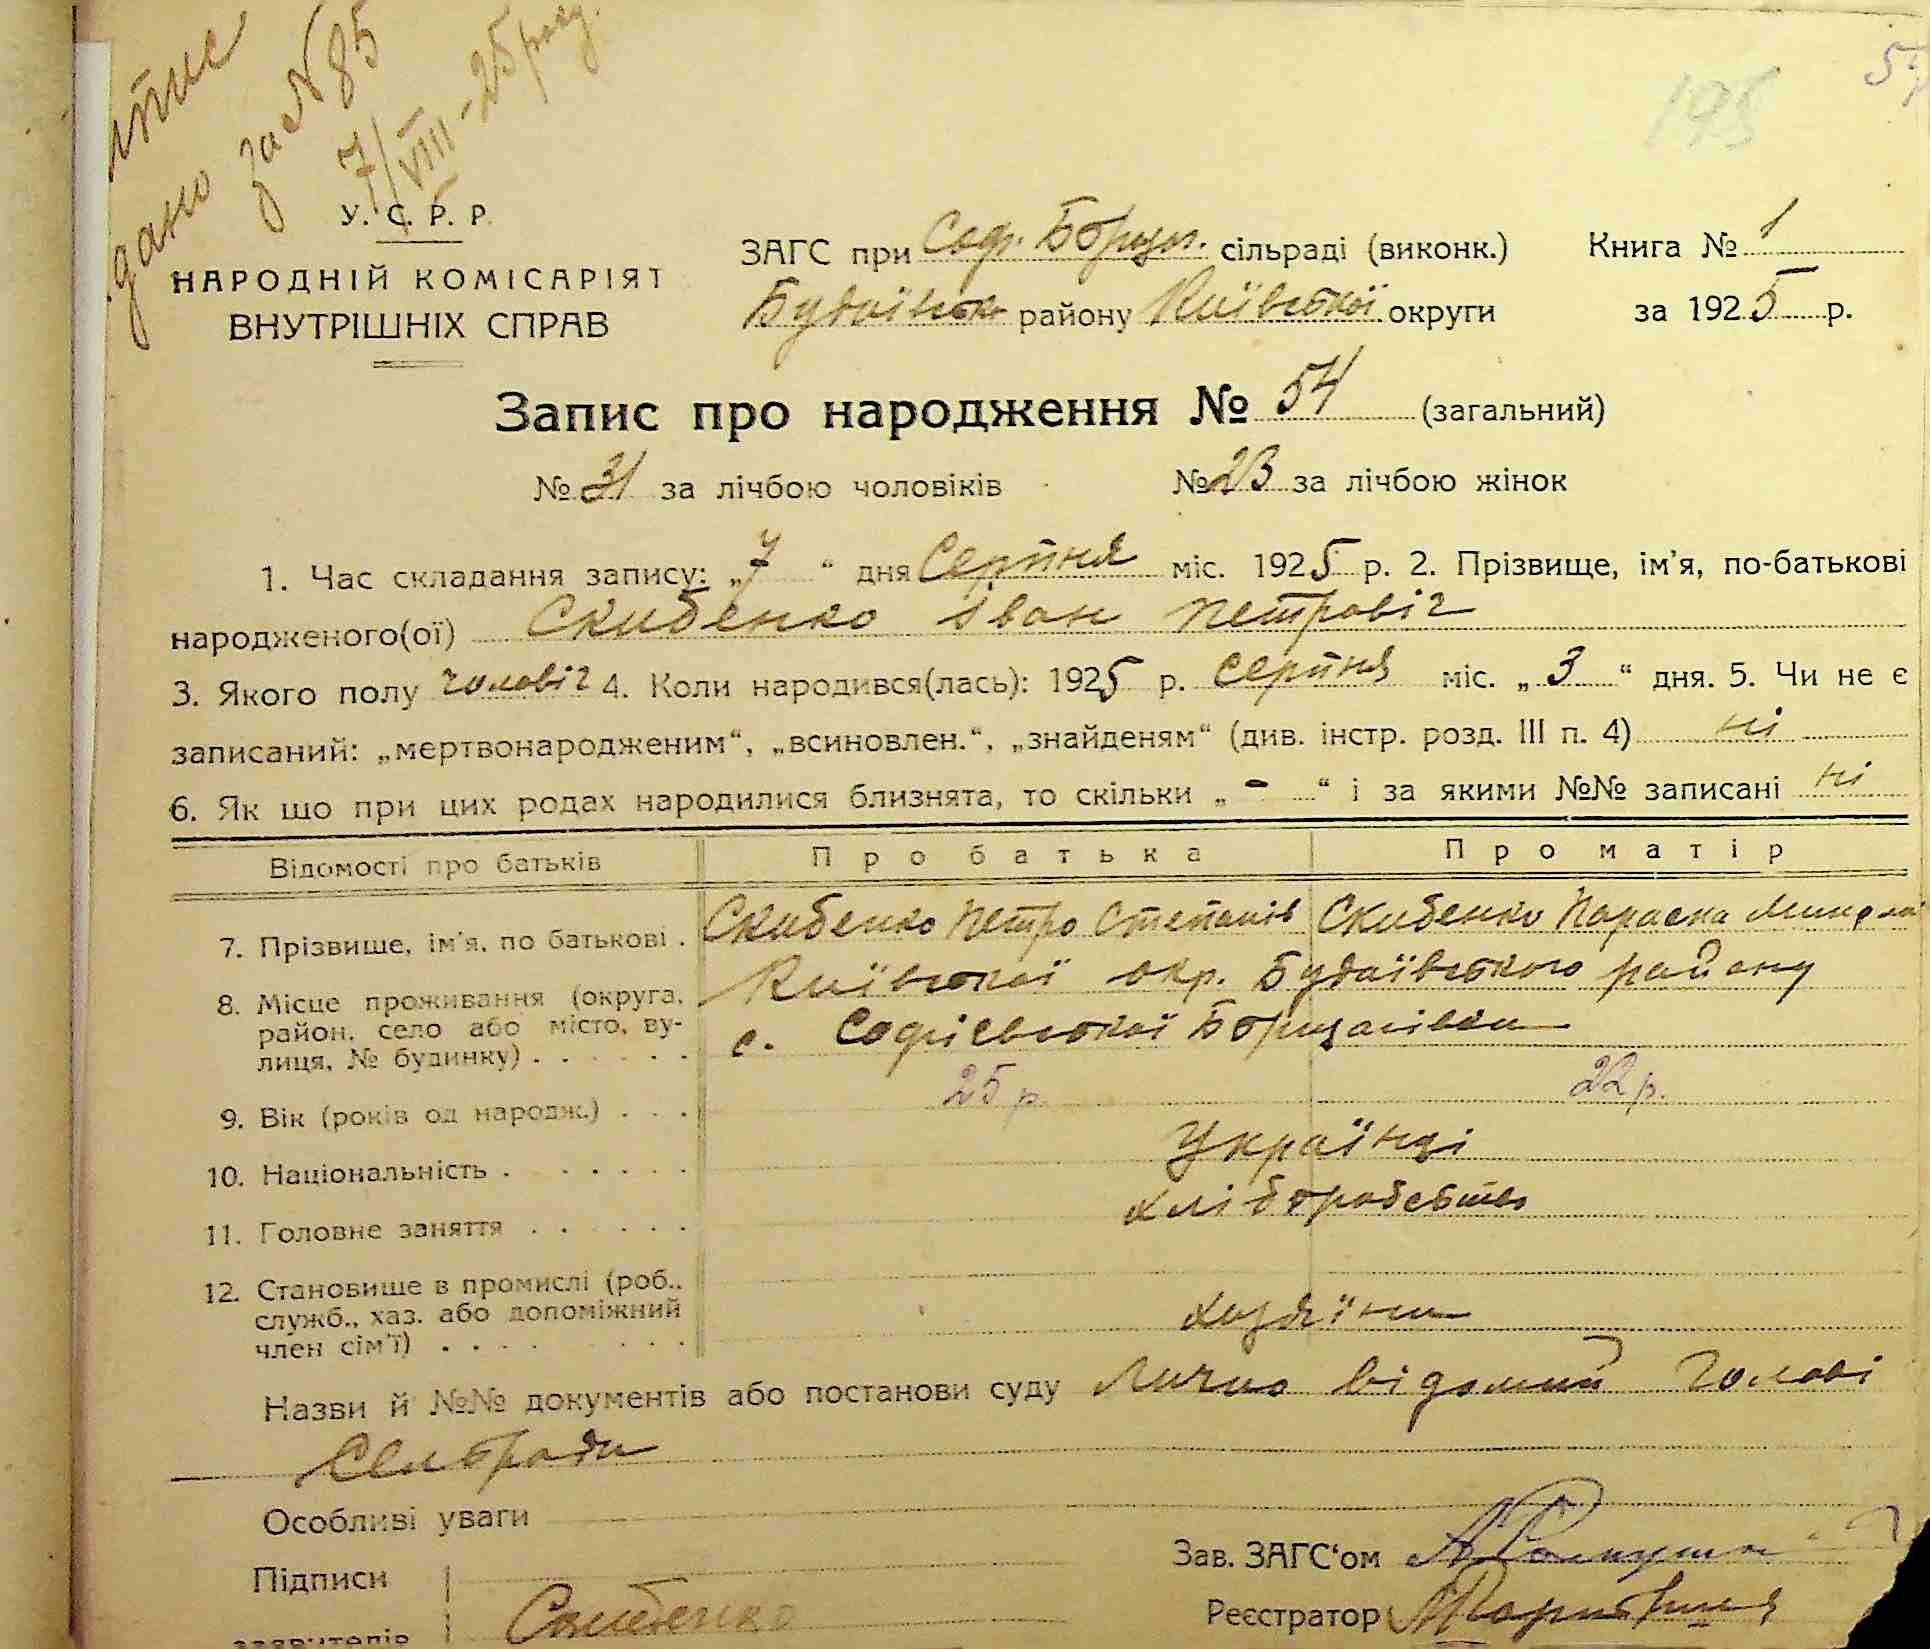 дано за № 85
7/VIII-25 року.
195
У. С. Р. Р.
НАРОДНІЙ КОМІСАРІЯТ
ВНУТРІШНІХ СПРАВ
ЗАГС при Соф. Борщог. сільраді (виконк.) Книга № 1
Будаївськ району Київської округи за 1925 р.
Запис про народження № 54 (загальний)
№ 31 за лічбою чоловіків № 23 за лічбою жінок
1. Час складання запису: „7“ дня Серпня міс. 1925 р. 2. Прізвище, ім’я, по-батькові
народженого(ої) Скибенко Іван Петровіч
3. Якого полу чоловіч 4. Коли народився(лась): 1925 р. серпня міс. „3“ дня. 5. Чи не є
записаний: „мертвонародженим“, „всиновлен.“, „знайденям“ (див. інстр. розд. III п. 4) ні
6. Як що при цих родах народилися близнята, то скільки „-“ і за якими №№ записані ні
Відомості про батьків Про батька Про матір
7. Прізвище, ім’я, по батькові . Скибенко Петро Степанів Скибенко Параска
8. Місце проживання (округа, район, село або місто, ву-
лиця, № будинку) . . . . . . Київської окр. Будаївського району
с. Софієвської Борщагівки
9. Вік (років од народж.) . . . 25 р. 22 р.
10. Національність . . . . . . . Українці
11. Головне заняття . . . . . . хліборобство
12. Становище в промислі (роб.,
служб., хаз. або допоміжний
член сім’ї) . . . . . . . . хозяїни
Назви й №№ документів або постанови суду Лично відомий Голові
Сельради
Особливі уваги
Зав. ЗАГС‘ом
Підписи
Скибенко Реєстратор
заявителів